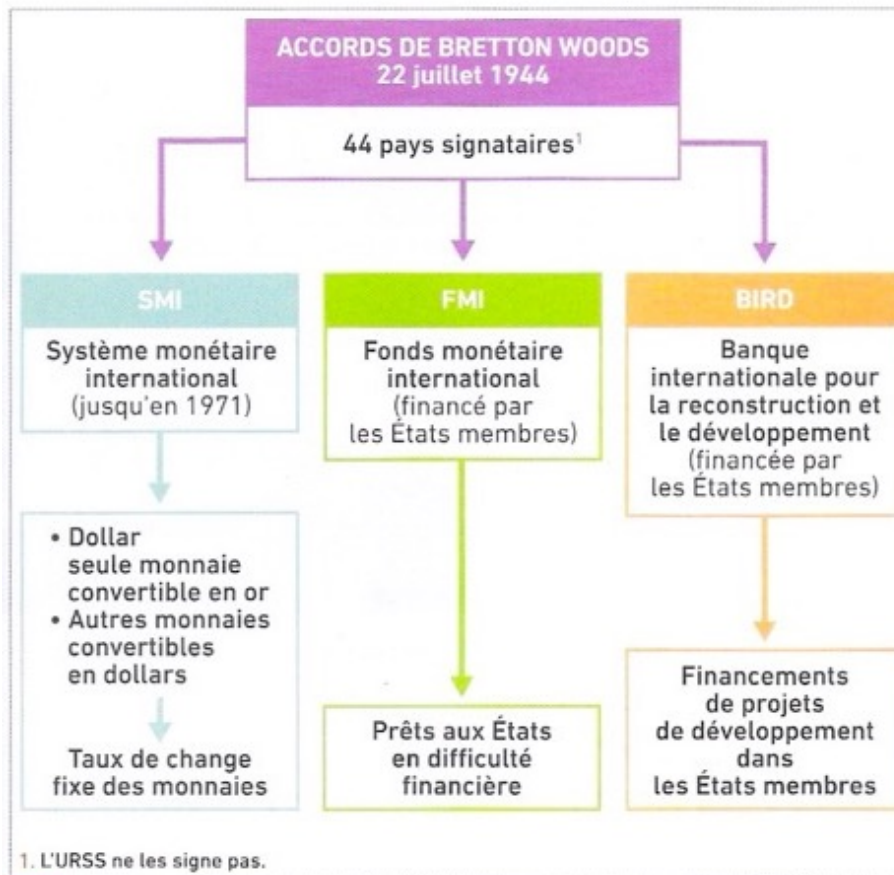 ACCORDS DE BRETTON WOODS
22 juillet 1944
44 pays signataires¹
SMI
Système monétaire
international
(jusqu'en 1971)
• Dollar
seule monnaie
convertible en or
• Autres monnaies
convertibles
en dollars
Taux de change
fixe des monnaies
FMI
Fonds monétaire
international
(financé par
les États membres)
Prêts aux États
en difficulté
financière
BIRD
Banque
internationale pour
la reconstruction et
le développement
(financée par
les États membres)
Financements
de projets
de développement
dans
les États membres
1. L'URSS ne les signe pas.